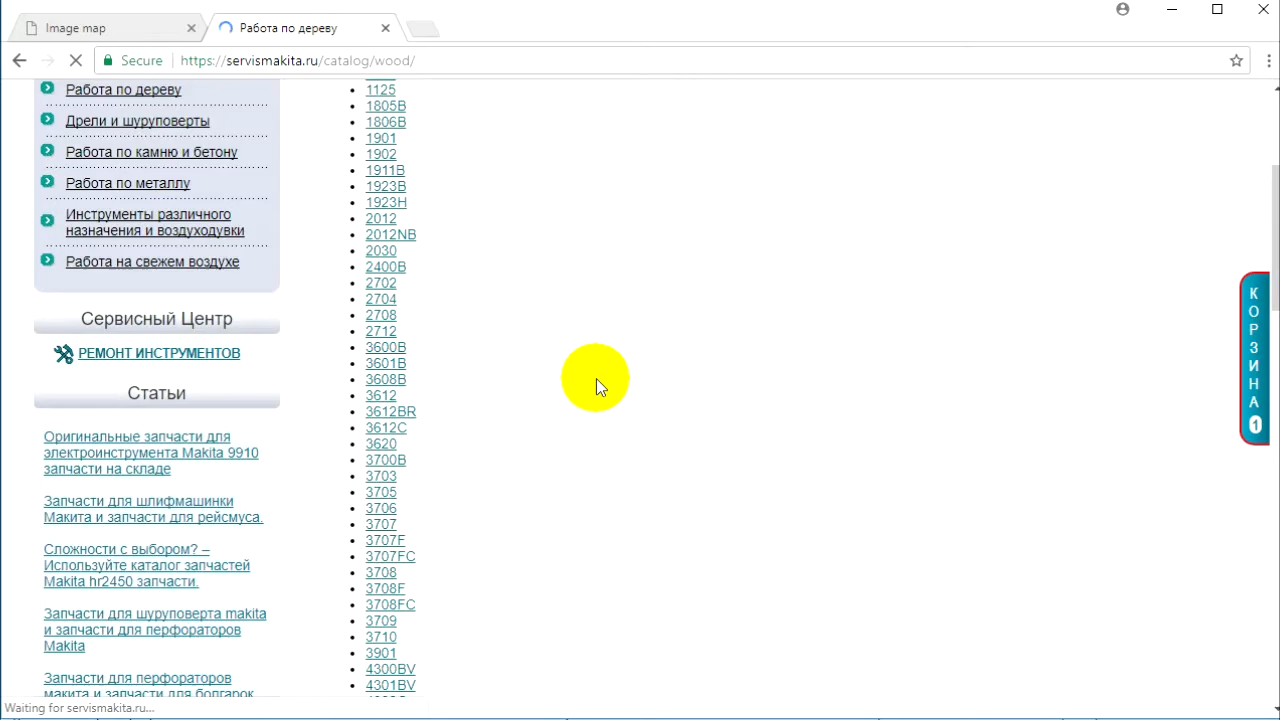 Image map
Работа по дереву
Secure
https://servismakita.ru/catalog/wood/
Работа по дереву
Дрели и шуруповерты
Работа по камню и бетону
Работа по металлу
Инструменты различного
назначения и воздуходувки
Работа на свежем воздухе
Сервисный Центр
РЕМОНТ ИНСТРУМЕНТОВ
Статьи
Оригинальные запчасти для
электроинструмента Makita 9910
запчасти на складе
Запчасти для шлифмашинки
Макита и запчасти для рейсмуса.
Сложности с выбором? –
Используйте каталог запчастей
Makita hr2450 запчасти.
Запчасти для шуруповерта makita
и запчасти для перфораторов
Makita
Запчасти для перфораторов
макита и запчасти для болгарок
1125
1805B
1806B
1901
1902
1911B
1923B
1923H
2012
2012NB
2030
2400B
2702
2704
2708
2712
3600B
3601B
3608B
3612
3612BR
3612C
3620
3700B
3703
3705
3706
3707
3707F
3707FC
3708
3708F
3708FC
3709
3710
3901
4300BV
4301BV
КОРЗИНА 1
Waiting for servismakita.ru...